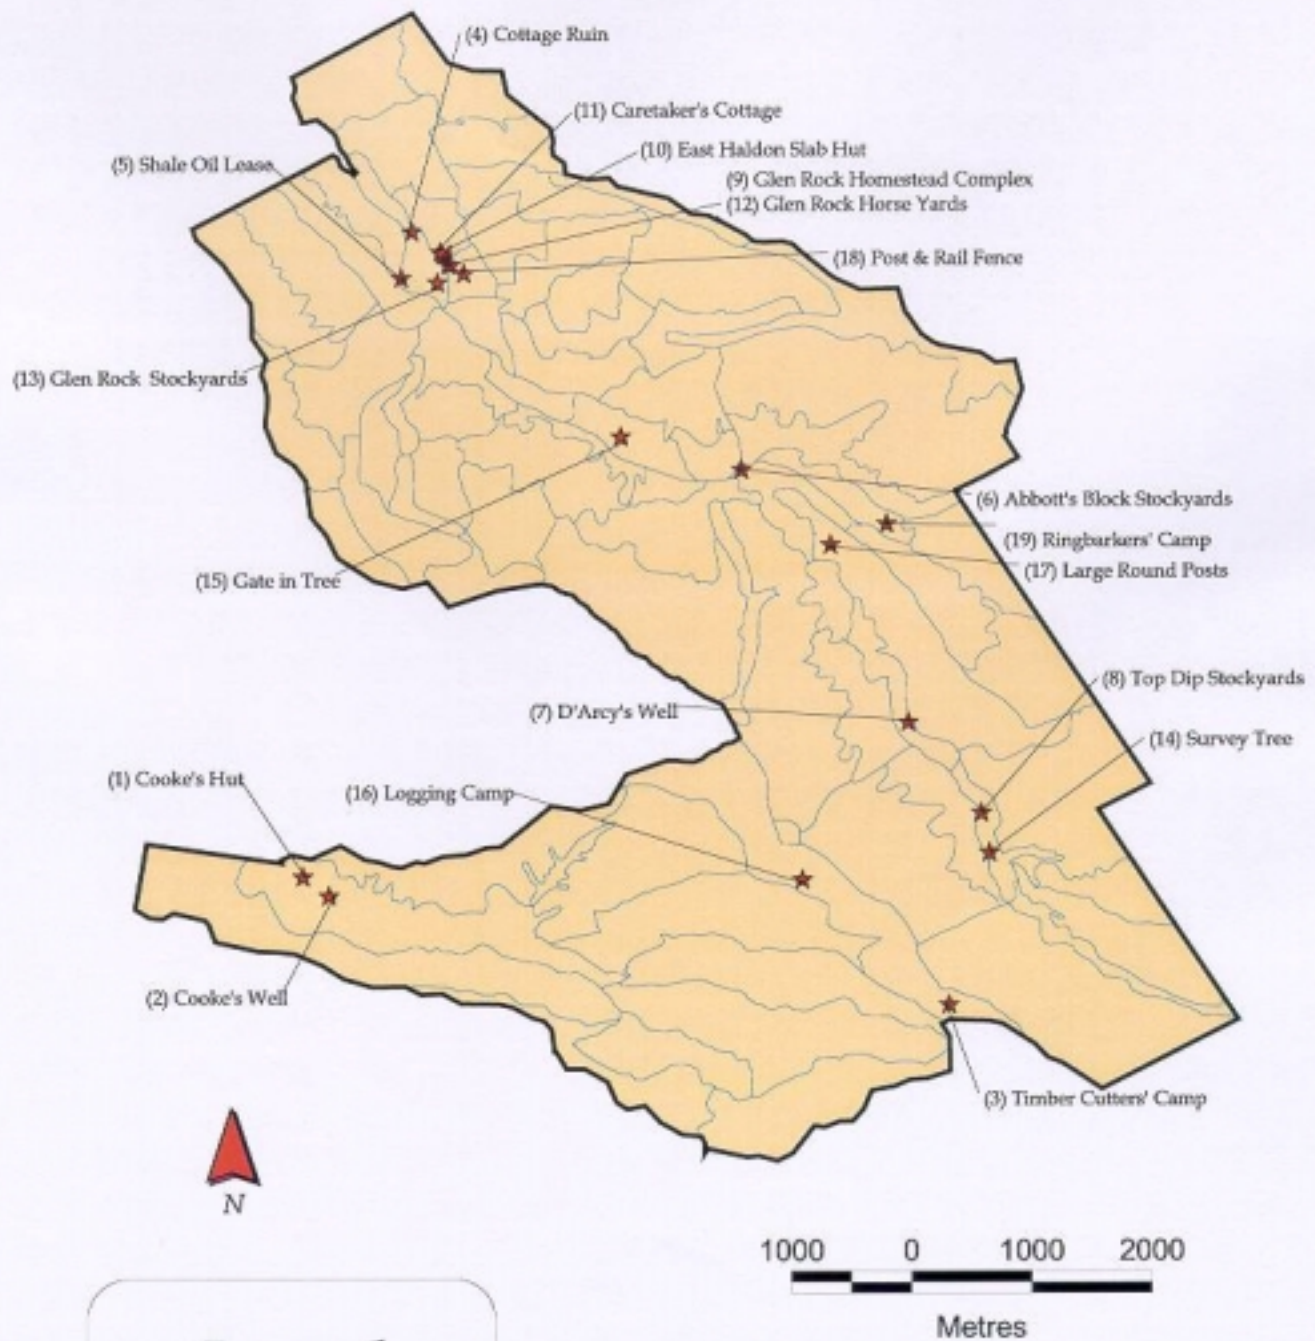 (4) Cottage Ruin
(11) Caretaker's Cottage
(10) East Haldon Slab Hut
(5) Shale Oil Lease
(9) Glen Rock Homestead Complex
(12) Glen Rock Horse Yards
(18) Post & Rail Fence
(13) Glen Rock Stockyards
(6) Abbott's Block Stockyards
(19) Ringbarkers' Camp
(17) Large Round Posts
(15) Gate in Tree
(8) Top Dip Stockyards
(7) D'Arcy's Well
(14) Survey Tree
(1) Cooke's Hut
(16) Logging Camp
(2) Cooke's Well
(3) Timber Cutters' Camp
N
1000 0 1000 2000
Metres